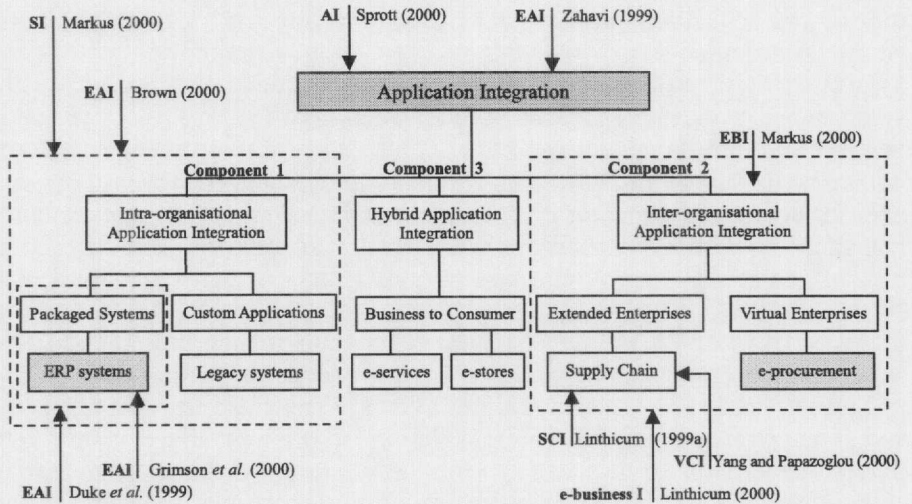 AI Sprott (2000)
EAI Zahavi (1999)
SI Markus (2000)
Application Integration
EAI Brown (2000)
EBI Markus (2000)
Component 1
Component 3
Component 2
Intra-organisational
Application Integration
Hybrid Application
Integration
Inter-organisational
Application Integration
Packaged Systems
Custom Applications
Business to Consumer
Extended Enterprises
Virtual Enterprises
ERP systems
Legacy systems
e-services
e-stores
Supply Chain
e-procurement
SCI Linthicum (1999a)
VCI Yang and Papazoglou (2000)
EAI Grimson et al. (2000)
EAI Duke et al. (1999)
e-business I Linthicum (2000)